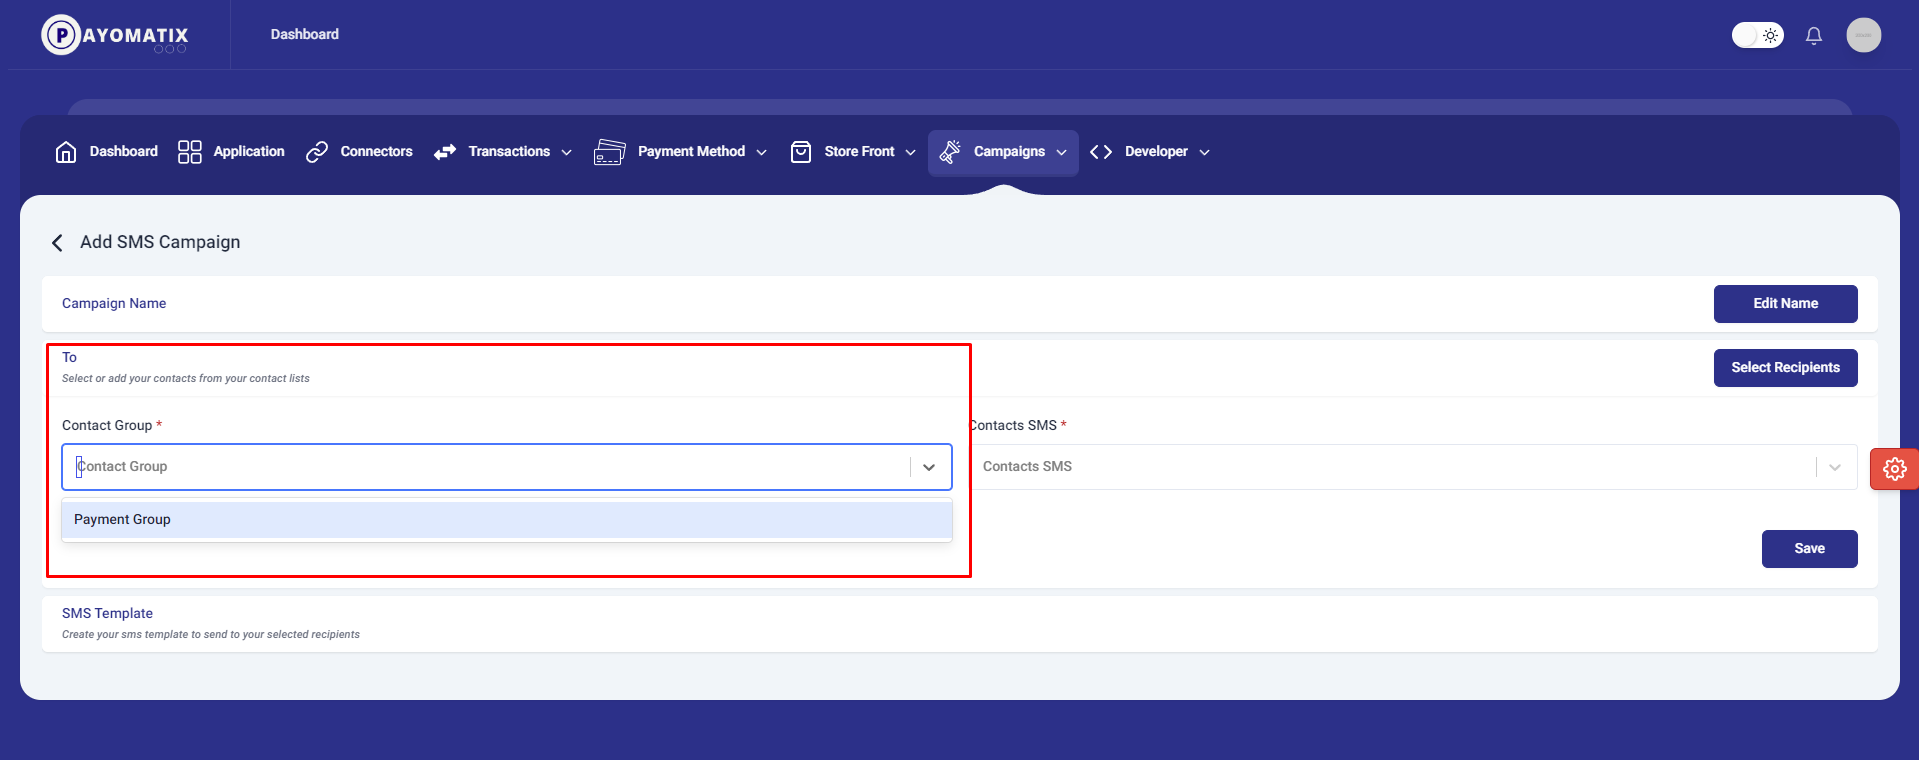 PAYOMATIX
Dashboard
Dashboard Application Connectors Transactions Payment Method Store Front Campaigns Developer
Add SMS Campaign
Campaign Name
Edit Name
To
Select or add your contacts from your contact lists
Select Recipients
Contact Group *
Contacts SMS *
Contact Group
Contacts SMS
Payment Group
Save
SMS Template
Create your sms template to send to your selected recipients